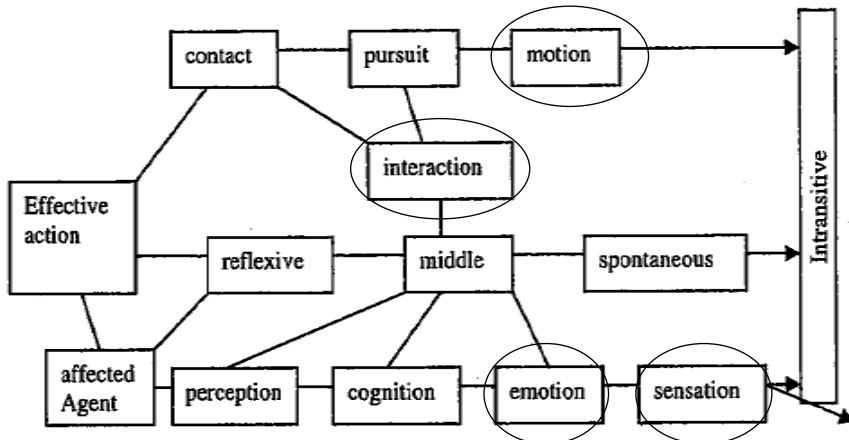 contact
pursuit
motion
interaction
Effective
action
reflexive
middle
spontaneous
affected
Agent
perception
cognition
emotion
sensation
Intransitive